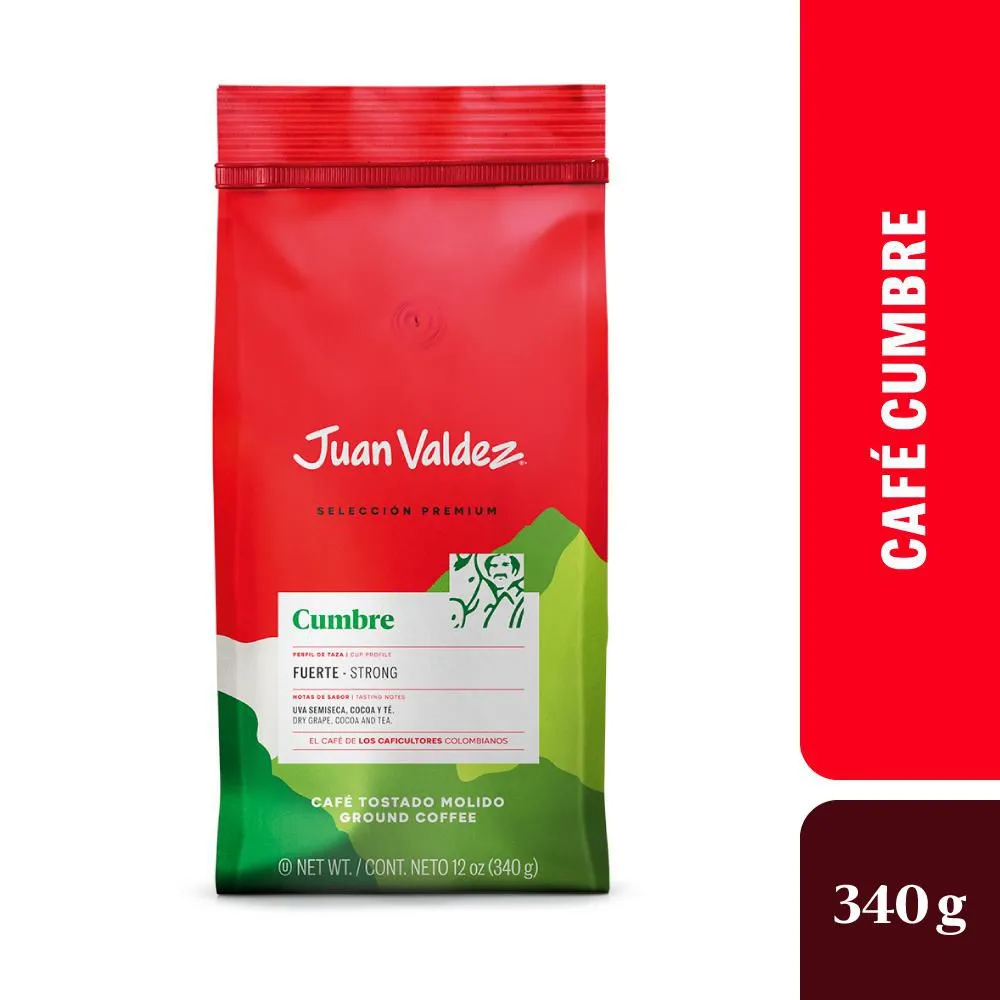 Juan Valdez
SELECCIÓN PREMIUM
Cumbre
PERFIL DE TAZA | CUP PROFILE
FUERTE - STRONG
NOTAS DE SABOR | TASTING NOTES
UVA SEMISECA, COCOA Y TÉ.
DRY GRAPE, COCOA AND TEA.
EL CAFÉ DE LOS CAFICULTORES COLOMBIANOS
CAFÉ TOSTADO MOLIDO
GROUND COFFEE
U NET WT. / CONT. NETO 12 oz (340 g)
CAFÉ CUMBRE
340 g